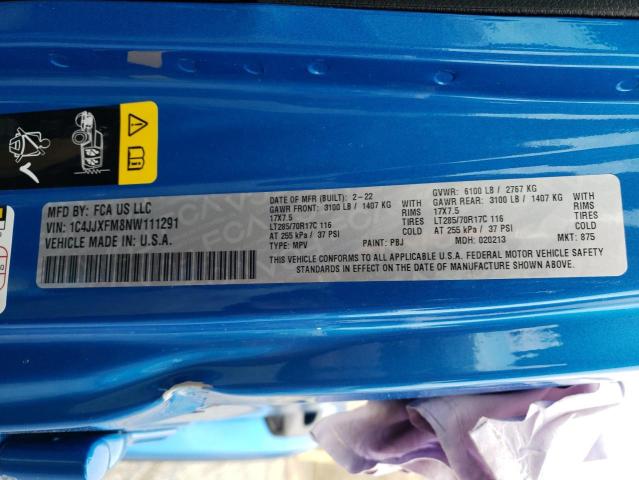 MFD BY: FCA US LLC
VIN: 1C4JJXFM8NW111291
VEHICLE MADE IN U.S.A.
DATE OF MFR (BUILT): 2-22
GAWR FRONT: 3100 LB / 1407 KG
17X7.5
LT285/70R17C 116 TIRES
AT 255 kPa / 37 PSI COLD
TYPE: MPV PAINT: PBJ
GVWR: 6100 LB / 2767 KG
GAWR REAR: 3100 LB / 1407 KG
17X7.5 RIMS
LT285/70R17C 116 TIRES
AT 255 kPa / 37 PSI COLD
MDH: 020213 MKT: 875
THIS VEHICLE CONFORMS TO ALL APPLICABLE U.S.A. FEDERAL MOTOR VEHICLE SAFETY
STANDARDS IN EFFECT ON THE DATE OF MANUFACTURE SHOWN ABOVE.